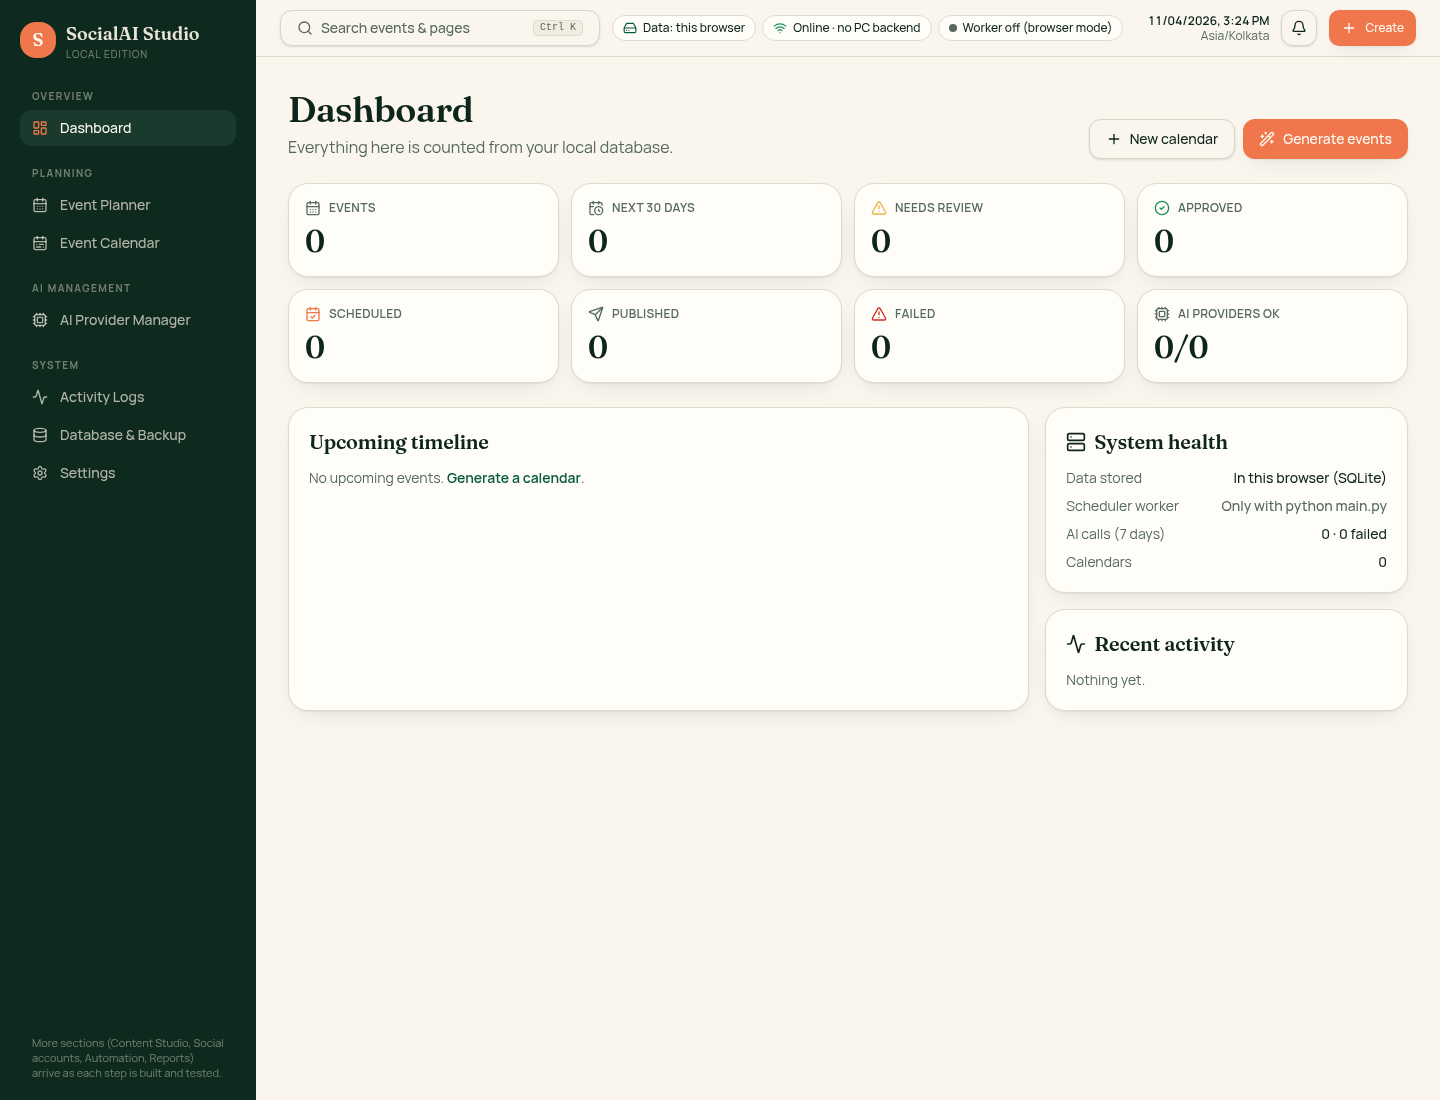 S
SocialAI Studio
LOCAL EDITION
OVERVIEW
Dashboard
PLANNING
Event Planner
Event Calendar
AI MANAGEMENT
AI Provider Manager
SYSTEM
Activity Logs
Database & Backup
Settings
More sections (Content Studio, Social
accounts, Automation, Reports)
arrive as each step is built and tested.
Search events & pages
Ctrl K
Data: this browser
Online · no PC backend
Worker off (browser mode)
11/04/2026, 3:24 PM
Asia/Kolkata
Create
Dashboard
Everything here is counted from your local database.
New calendar
Generate events
EVENTS
0
NEXT 30 DAYS
0
NEEDS REVIEW
0
APPROVED
0
SCHEDULED
0
PUBLISHED
0
FAILED
0
AI PROVIDERS OK
0/0
Upcoming timeline
No upcoming events. Generate a calendar.
System health
Data stored In this browser (SQLite)
Scheduler worker Only with python main.py
AI calls (7 days) 0 · 0 failed
Calendars 0
Recent activity
Nothing yet.